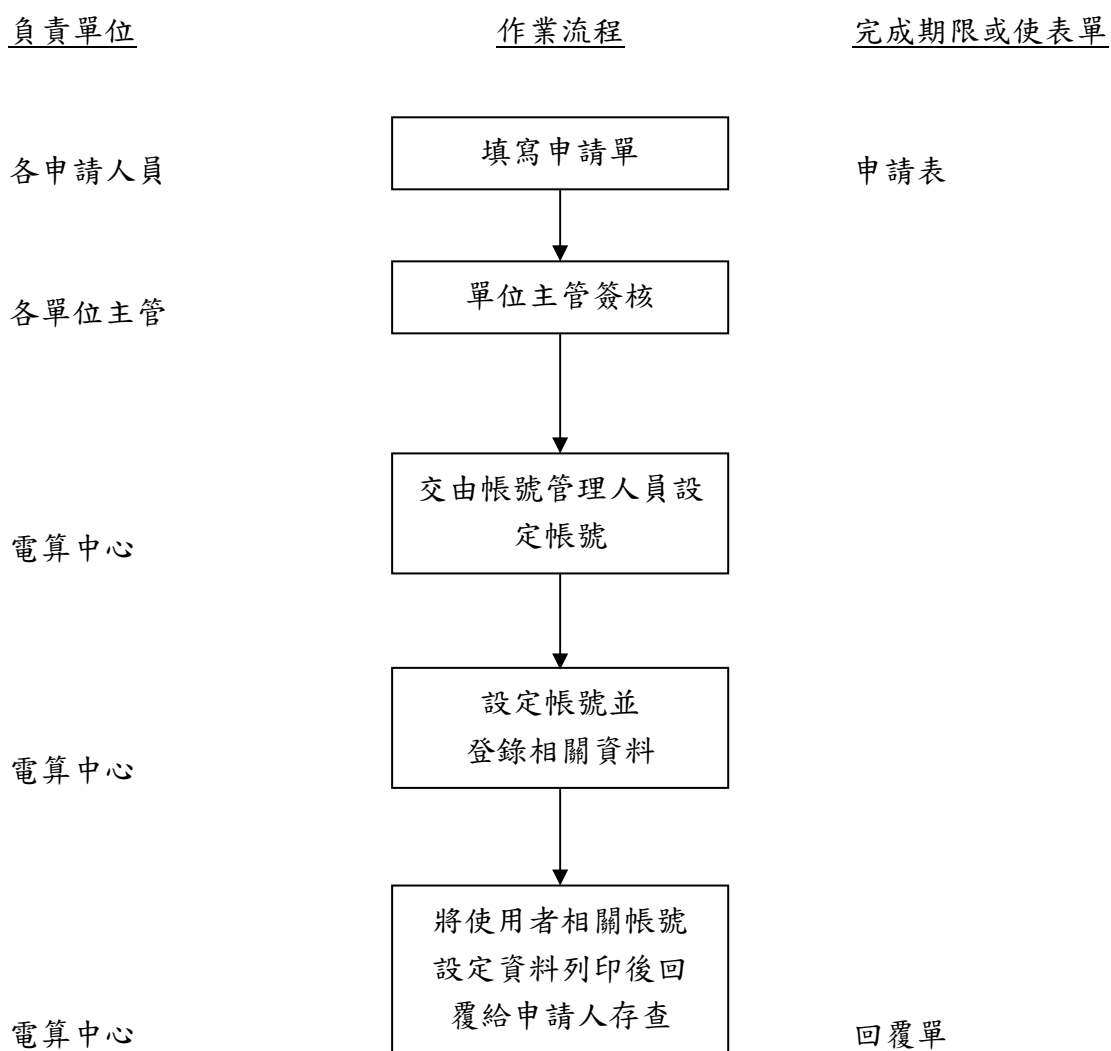 負責單位
作業流程
完成期限或使表單
填寫申請單
各申請人員
申請表
單位主管簽核
各單位主管
交由帳號管理人員設
定帳號
電算中心
設定帳號並
登錄相關資料
電算中心
將使用者相關帳號
設定資料列印後回
覆給申請人存查
電算中心
回覆單